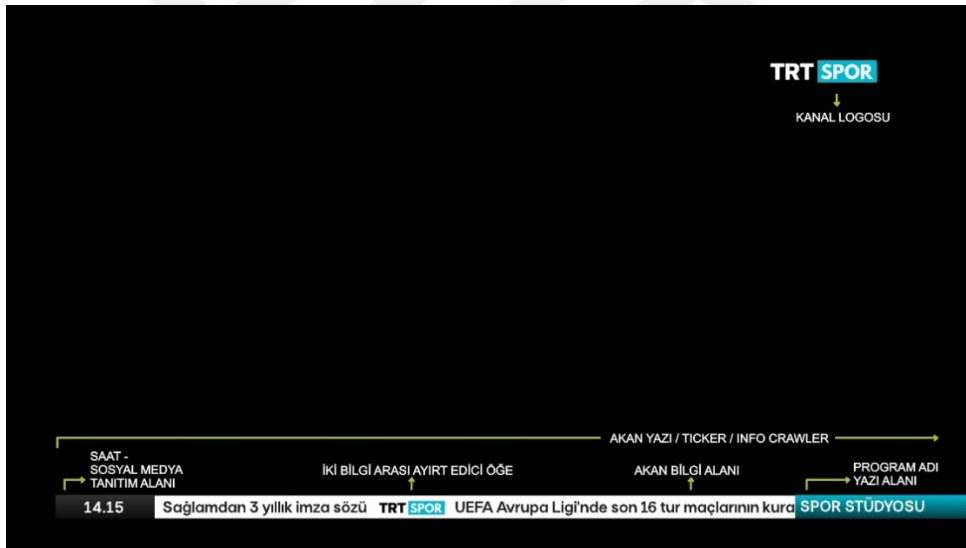 TRT SPOR
KANAL LOGOSU
AKAN YAZI / TICKER / INFO CRAWLER
SAAT -
SOSYAL MEDYA
TANITIM ALANI
İKİ BİLGİ ARASI AYIRT EDİCİ ÖĞE
AKAN BİLGİ ALANI
PROGRAM ADI
YAZI ALANI
14.15 Sağlamdan 3 yıllık imza sözü TRT SPOR UEFA Avrupa Ligi'nde son 16 tur maçlarının kura SPOR STÜDYOSU